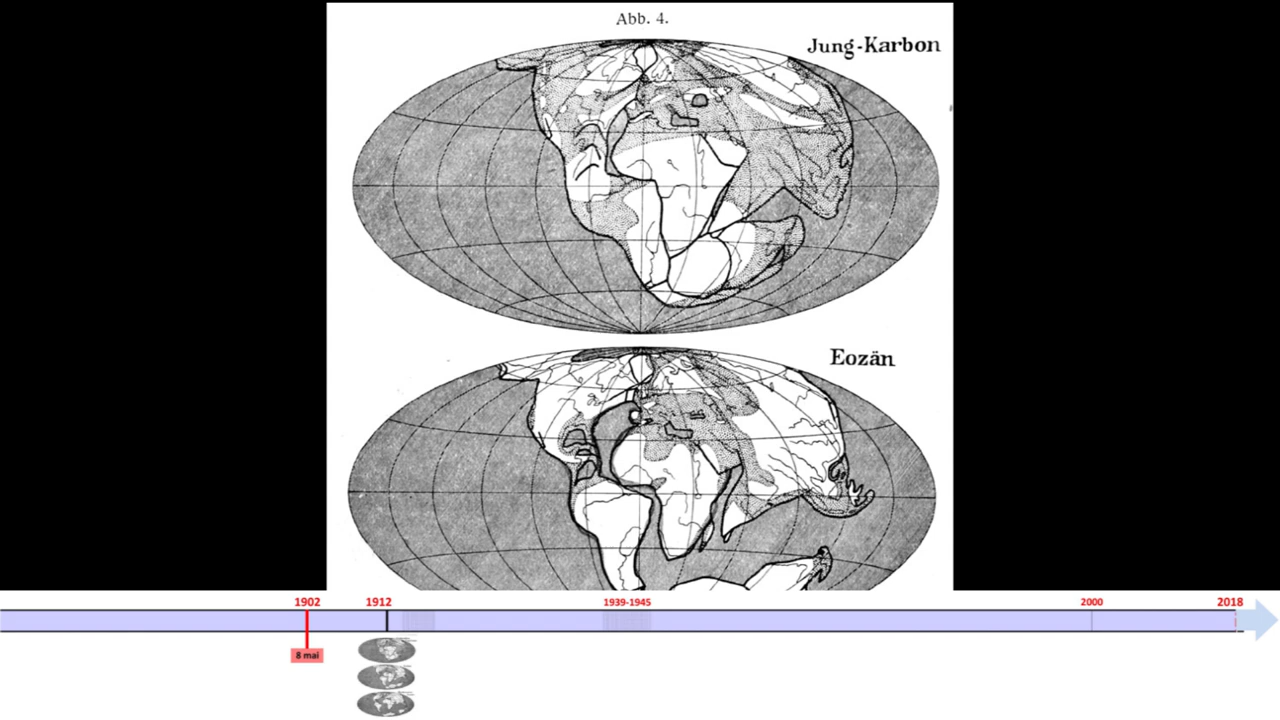 Abb. 4.
Jung-Karbon
Eozän
1902
1912
1939-1945
2000
2018
8 mai